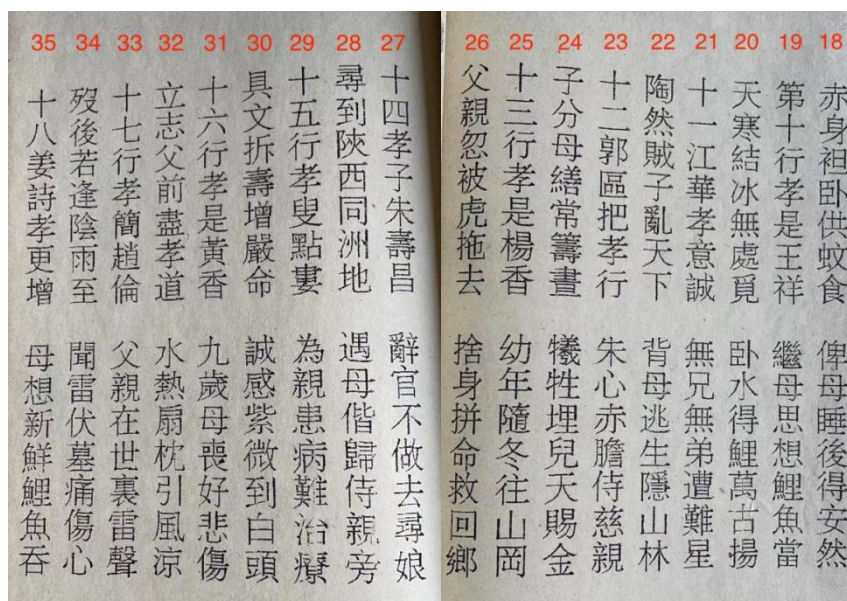 18 赤身袒卧供蚊食 俾母睡後得安然
19 第十行孝是王祥 繼母思想鯉魚當
20 天寒結冰無處覓 卧水得鯉萬古揚
21 十一江華孝意誠 無兄無弟遭難星
22 陶然賊子亂天下 背母逃生隱山林
23 十二郭區把孝行 朱心赤膽侍慈親
24 子分母繕常籌晝 犧牲埋兒天賜金
25 十三行孝是楊香 幼年隨冬往山岡
26 父親忽被虎拖去 捨身拼命救回鄉
27 十四孝子朱壽昌 辭官不做去尋娘
28 尋到陝西同洲地 遇母偕歸侍親旁
29 十五行孝叟點婁 為親患病難治療
30 具文拆壽增嚴命 誠感紫微到白頭
31 十六行孝是黃香 九歲母喪好悲傷
32 立志父前盡孝道 水熱扇枕引風涼
33 十七行孝簡趙倫 父親在世裏雷聲
34 歿後若逢陰雨至 聞雷伏墓痛傷心
35 十八姜詩孝更增 母想新鮮鯉魚吞